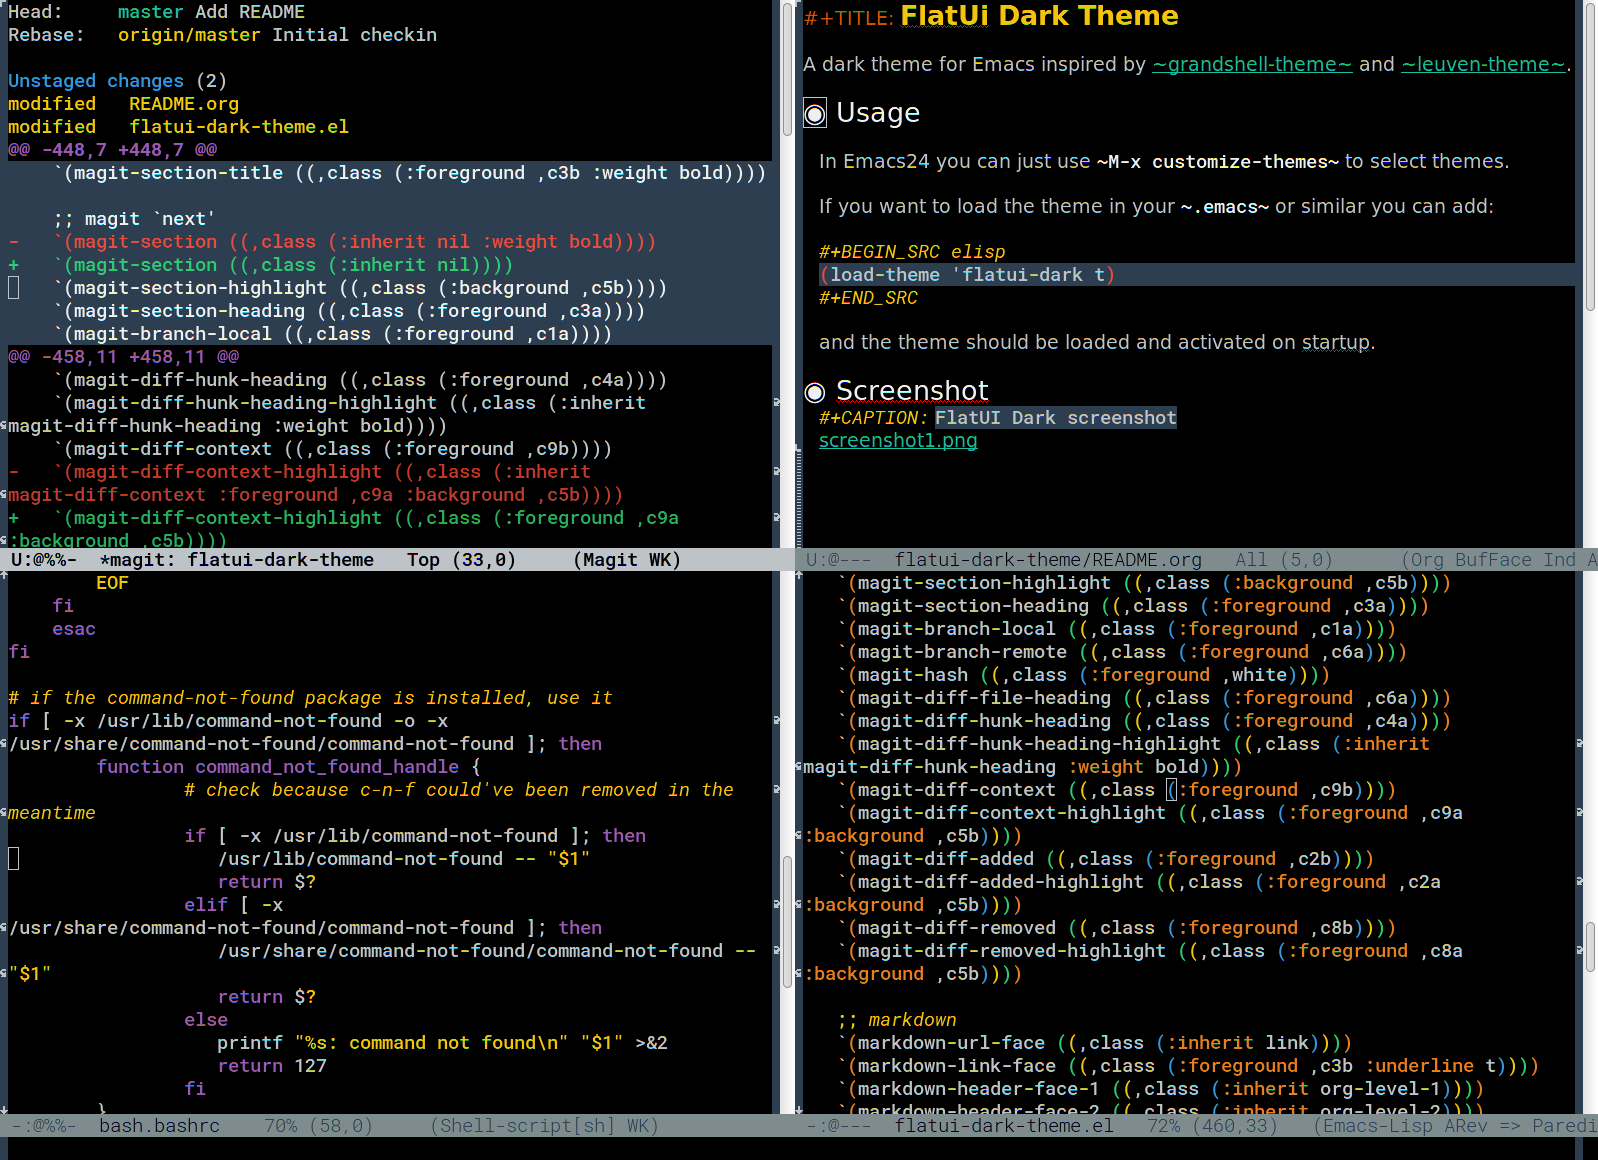 Head:     master Add README
Rebase:   origin/master Initial checkin
Unstaged changes (2)
modified   README.org
modified   flatui-dark-theme.el
@@ -448,7 +448,7 @@
    `(magit-section-title ((,class (:foreground ,c3b :weight bold))))
    ;; magit `next'
-   `(magit-section ((,class (:inherit nil :weight bold))))
+   `(magit-section ((,class (:inherit nil))))
    `(magit-section-highlight ((,class (:background ,c5b))))
    `(magit-section-heading ((,class (:foreground ,c3a))))
    `(magit-branch-local ((,class (:foreground ,c1a))))
@@ -458,11 +458,11 @@
    `(magit-diff-hunk-heading ((,class (:foreground ,c4a))))
    `(magit-diff-hunk-heading-highlight ((,class (:inherit
magit-diff-hunk-heading :weight bold))))
    `(magit-diff-context ((,class (:foreground ,c9b))))
-   `(magit-diff-context-highlight ((,class (:inherit
magit-diff-context :foreground ,c9a :background ,c5b))))
+   `(magit-diff-context-highlight ((,class (:foreground ,c9a
:background ,c5b))))
U:@%%-  *magit: flatui-dark-theme   Top (33,0)     (Magit WK)
#+TITLE: FlatUi Dark Theme
A dark theme for Emacs inspired by ~grandshell-theme~ and ~leuven-theme~.
◉ Usage
In Emacs24 you can just use ~M-x customize-themes~ to select themes.
If you want to load the theme in your ~.emacs~ or similar you can add:
#+BEGIN_SRC elisp
(load-theme 'flatui-dark t)
#+END_SRC
and the theme should be loaded and activated on startup.
◉ Screenshot
#+CAPTION: FlatUI Dark screenshot
screenshot1.png
U:@---  flatui-dark-theme/README.org   All (5,0)      (Org BufFace Ind A
        EOF
    fi
    esac
fi
# if the command-not-found package is installed, use it
if [ -x /usr/lib/command-not-found -o -x
/usr/share/command-not-found/command-not-found ]; then
        function command_not_found_handle {
                # check because c-n-f could've been removed in the
meantime
                if [ -x /usr/lib/command-not-found ]; then
                   /usr/lib/command-not-found -- "$1"
                   return $?
                elif [ -x
/usr/share/command-not-found/command-not-found ]; then
                   /usr/share/command-not-found/command-not-found --
"$1"
                   return $?
                else
                   printf "%s: command not found\n" "$1" >&2
                   return 127
                fi
        }
-:@%%-  bash.bashrc    70% (58,0)     (Shell-script[sh] WK)
   `(magit-section-highlight ((,class (:background ,c5b))))
   `(magit-section-heading ((,class (:foreground ,c3a))))
   `(magit-branch-local ((,class (:foreground ,c1a))))
   `(magit-branch-remote ((,class (:foreground ,c6a))))
   `(magit-hash ((,class (:foreground ,white))))
   `(magit-diff-file-heading ((,class (:foreground ,c6a))))
   `(magit-diff-hunk-heading ((,class (:foreground ,c4a))))
   `(magit-diff-hunk-heading-highlight ((,class (:inherit
magit-diff-hunk-heading :weight bold))))
   `(magit-diff-context ((,class (:foreground ,c9b))))
   `(magit-diff-context-highlight ((,class (:foreground ,c9a
:background ,c5b))))
   `(magit-diff-added ((,class (:foreground ,c2b))))
   `(magit-diff-added-highlight ((,class (:foreground ,c2a
:background ,c5b))))
   `(magit-diff-removed ((,class (:foreground ,c8b))))
   `(magit-diff-removed-highlight ((,class (:foreground ,c8a
:background ,c5b))))
   ;; markdown
   `(markdown-url-face ((,class (:inherit link))))
   `(markdown-link-face ((,class (:foreground ,c3b :underline t))))
   `(markdown-header-face-1 ((,class (:inherit org-level-1))))
   `(markdown-header-face-2 ((,class (:inherit org-level-2))))
-:@---  flatui-dark-theme.el   72% (460,33)   (Emacs-Lisp ARev => Paredi